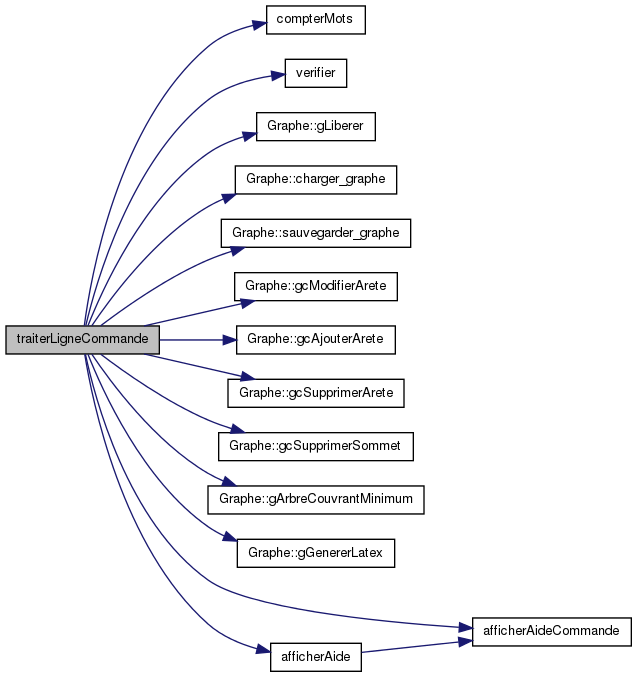 compterMots
verifier
Graphe::gLiberer
Graphe::charger_graphe
Graphe::sauvegarder_graphe
Graphe::gcModifierArete
traiterLigneCommande
Graphe::gcAjouterArete
Graphe::gcSupprimerArete
Graphe::gcSupprimerSommet
Graphe::gArbreCouvrantMinimum
Graphe::gGenererLatex
afficherAideCommande
afficherAide